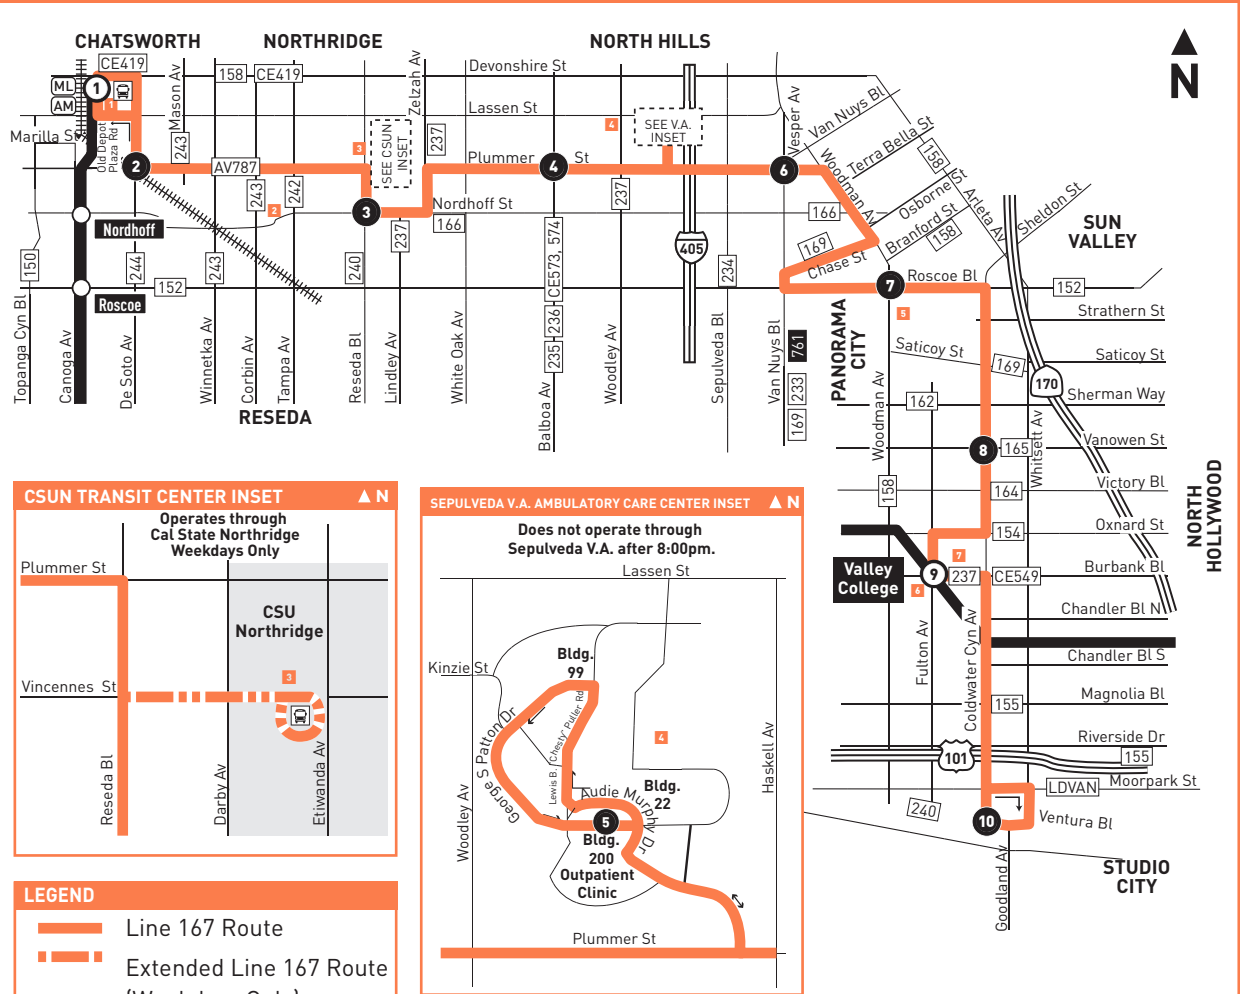 CHATSWORTH
NORTHRIDGE
NORTH HILLS
N
CE419
158
CE419
Devonshire St
Lassen St
ML
AM
1
1
Marilla St
Old Depot
Plaza Rd
Mason Av
243
Zelzah Av
237
SEE CSUN
INSET
3
4
SEE V.A.
INSET
Vesper Av
Van Nuys Bl
Terra Bella St
158
Osborne St
Branford St
158
Arleta Av
Sheldon St
SUN
VALLEY
2
AV787
Plummer
4
St
6
Woodman Av
243
242
2
3
Nordhoff St
166
237
237
166
169
Chase St
405
Nordhoff
Roscoe
150
244
152
243
240
CE573, 574
236
235
234
7
Roscoe Bl
152
5
Strathern St
Saticoy St
Saticoy St
169
170
Sherman Way
162
Topanga Cyn Bl
Canoga Av
De Soto Av
Winnetka Av
Corbin Av
Tampa Av
Reseda Bl
Lindley Av
White Oak Av
Balboa Av
Woodley Av
Sepulveda Bl
Van Nuys Bl
761
233
169
PANORAMA
CITY
Woodman Av
RESEDA
8
165
Whitsett Av
Vanowen St
158
164
Victory Bl
154
Oxnard St
NORTH
HOLLYWOOD
7
Valley
College
9
237
CE549
6
Burbank Bl
Chandler Bl N
Chandler Bl S
Fulton Av
Coldwater Cyn Av
155
Magnolia Bl
Riverside Dr
101
155
LDVAN
Moorpark St
240
10
Ventura Bl
Goodland Av
STUDIO
CITY
CSUN TRANSIT CENTER INSET
N
Operates through
Cal State Northridge
Weekdays Only
Plummer St
CSU
Northridge
3
Vincennes St
Reseda Bl
Darby Av
Etiwanda Av
SEPULVEDA V.A. AMBULATORY CARE CENTER INSET
N
Does not operate through
Sepulveda V.A. after 8:00pm.
Lassen St
Kinzie St
Bldg.
99
George S Patton Dr
Lewis B. 'Chesty' Puller Rd
4
Audie Murphy Dr
Bldg.
22
5
Bldg.
200
Outpatient
Clinic
Woodley Av
Haskell Av
Plummer St
LEGEND
Line 167 Route
Extended Line 167 Route